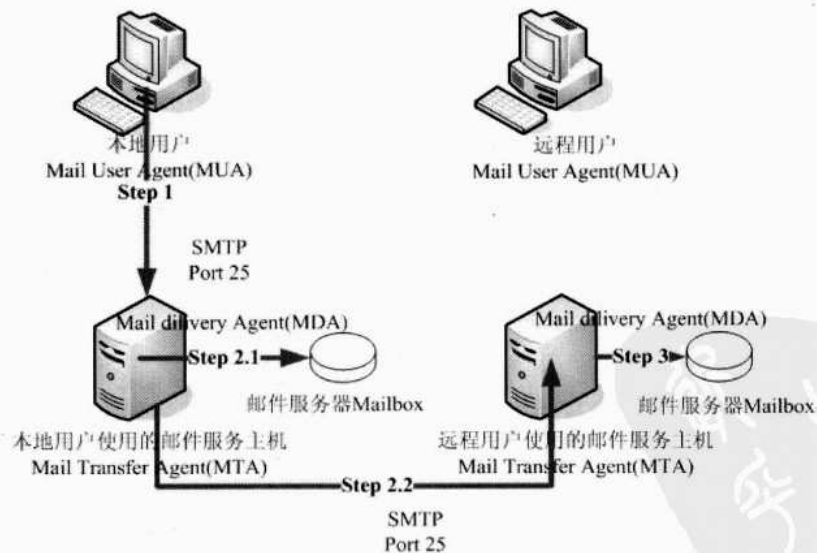 本地用户
Mail User Agent(MUA)
Step 1
远程用户
Mail User Agent(MUA)
SMTP
Port 25
Mail dilivery Agent(MDA)
Step 2.1
邮件服务器Mailbox
本地用户使用的邮件服务主机
Mail Transfer Agent(MTA)
Mail dilivery Agent(MDA)
Step 3
邮件服务器Mailbox
远程用户使用的邮件服务主机
Mail Transfer Agent(MTA)
Step 2.2
SMTP
Port 25